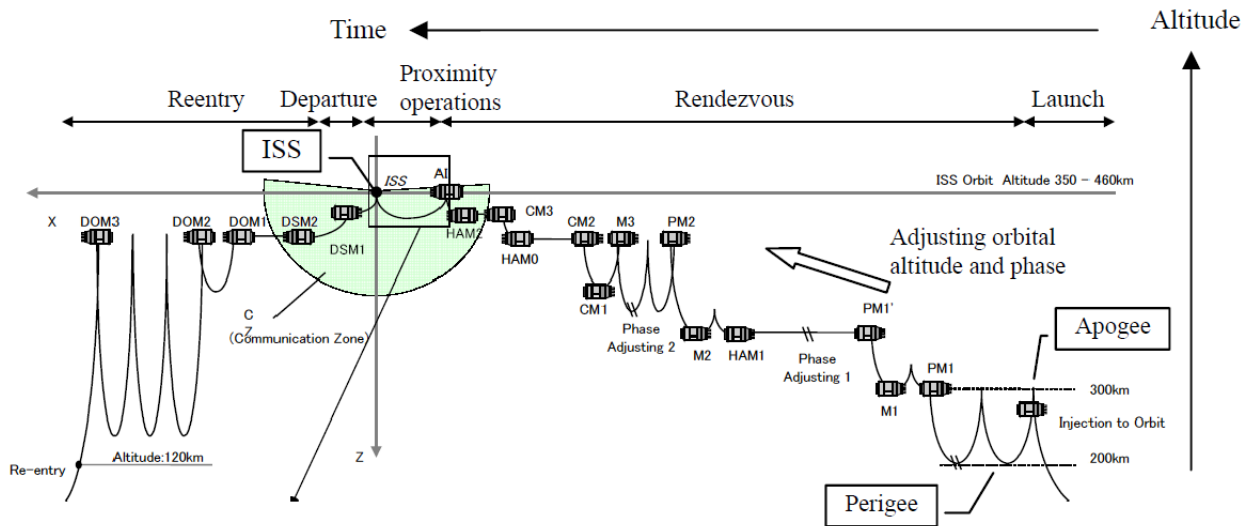 Time
Altitude
Reentry
Departure
Proximity
operations
Rendezvous
Launch
ISS
ISS
AI
ISS Orbit Altitude 350 - 460km
X
DOM3
DOM2
DOM1
DSM2
DSM1
HAM2
CM3
HAM0
CM2
M3
PM2
CM1
Adjusting orbital
altitude and phase
C
Z
(Communication Zone)
Phase
Adjusting 2
M2
HAM1
Phase
Adjusting 1
PM1'
Apogee
M1
PM1
300km
Injection to Orbit
200km
Z
Re-entry
Altitude:120km
Perigee